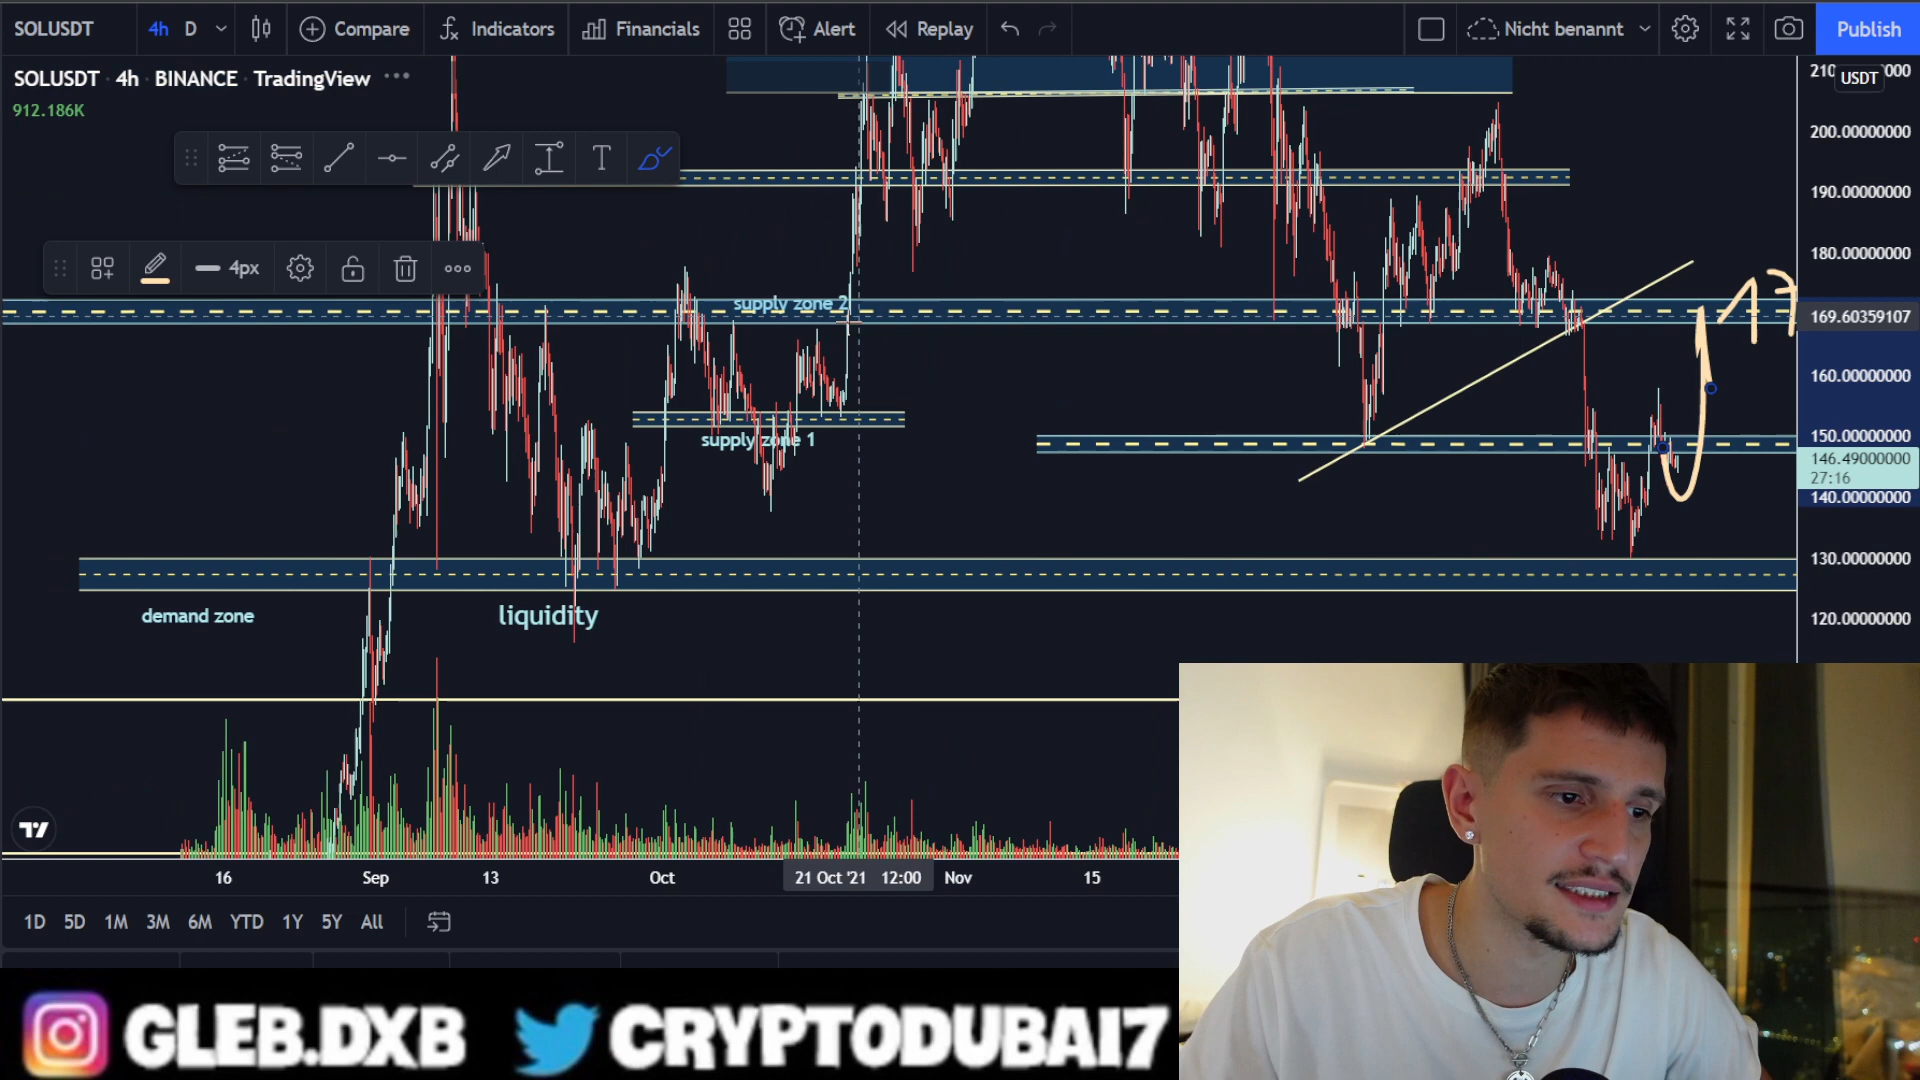 SOLUSDT 4h D Compare Indicators Financials Alert Replay Nicht benannt Publish
SOLUSDT · 4h · BINANCE · TradingView
912.186K
4px
supply zone 2
supply zone 1
demand zone
liquidity
17
USDT
200.00000000
190.00000000
180.00000000
169.60359107
160.00000000
150.00000000
146.49000000
27:16
140.00000000
130.00000000
120.00000000
16 Sep 13 Oct 21 Oct '21 12:00 Nov 15
1D 5D 1M 3M 6M YTD 1Y 5Y All
GLEB.DXB CRYPTODUBAI7